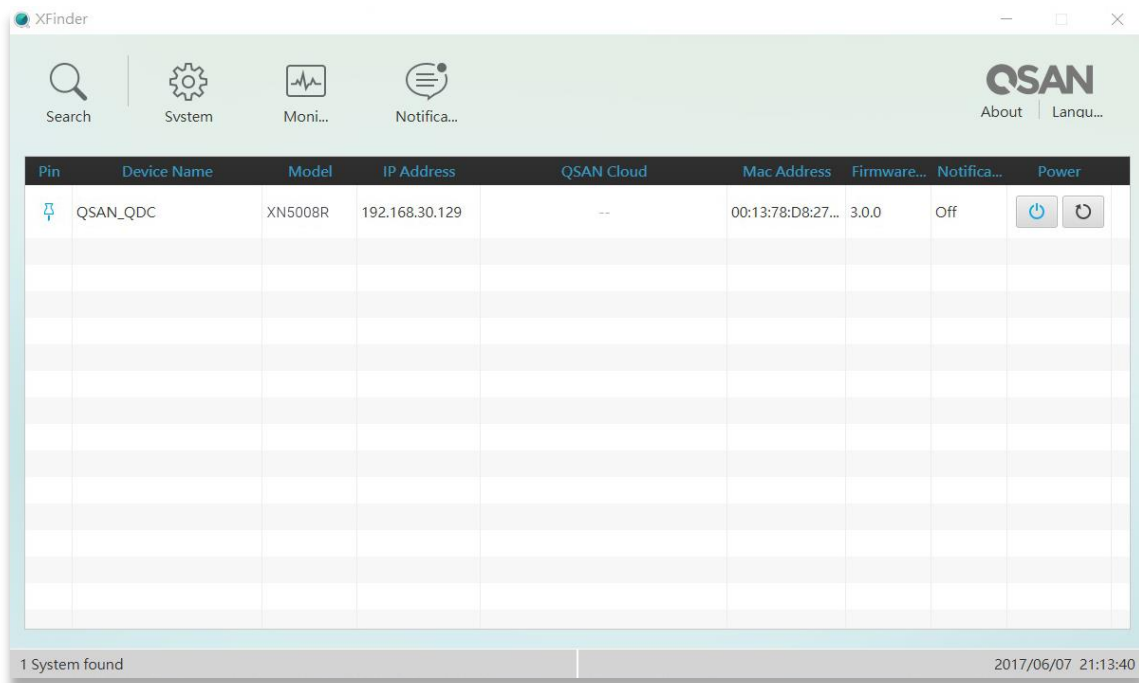 XFinder
QSAN
Search System Moni... Notifica... About Langu...
Pin Device Name Model IP Address QSAN Cloud Mac Address Firmware... Notifica... Power
QSAN_QDC XN5008R 192.168.30.129 -- 00:13:78:D8:27... 3.0.0 Off
1 System found 2017/06/07 21:13:40